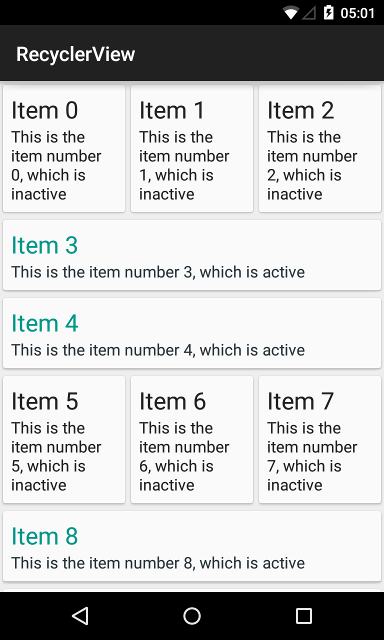 05:01
RecyclerView
Item 0
This is the
item number
0, which is
inactive
Item 1
This is the
item number
1, which is
inactive
Item 2
This is the
item number
2, which is
inactive
Item 3
This is the item number 3, which is active
Item 4
This is the item number 4, which is active
Item 5
This is the
item number
5, which is
inactive
Item 6
This is the
item number
6, which is
inactive
Item 7
This is the
item number
7, which is
inactive
Item 8
This is the item number 8, which is active